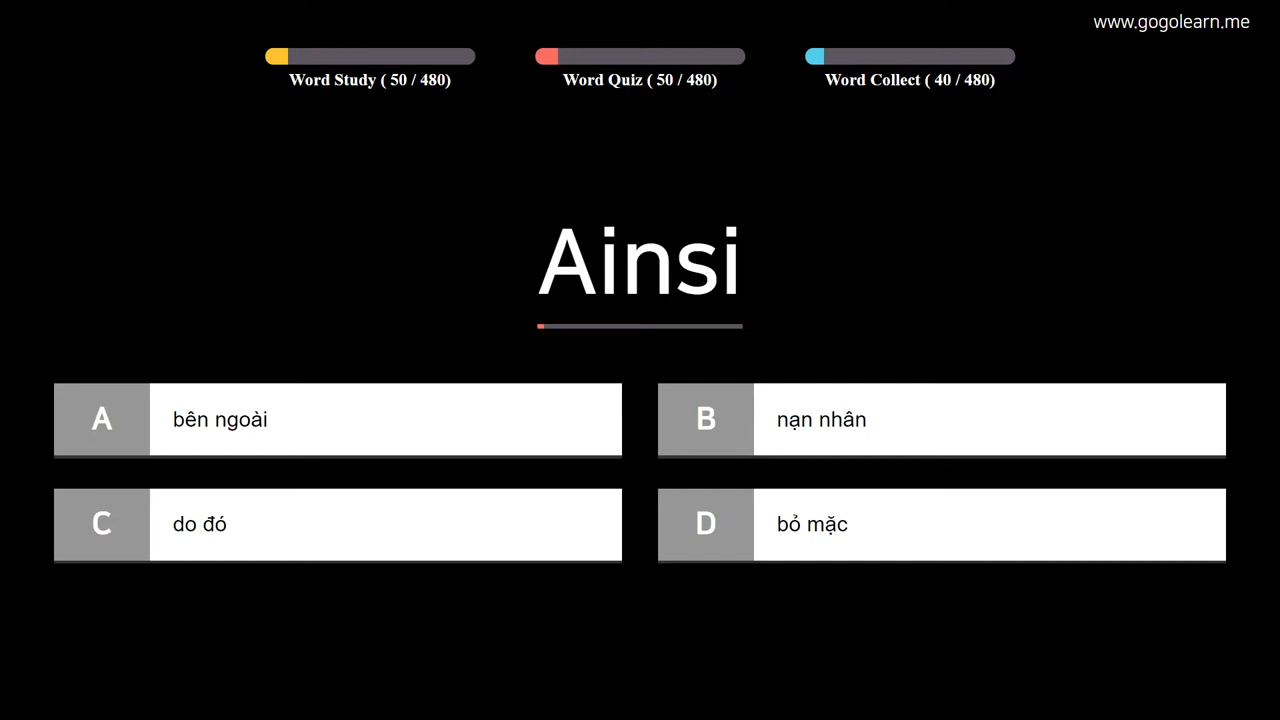 www.gogolearn.me
Word Study ( 50 / 480)
Word Quiz ( 50 / 480)
Word Collect ( 40 / 480)
Ainsi
A
bên ngoài
B
nạn nhân
C
do đó
D
bỏ mặc